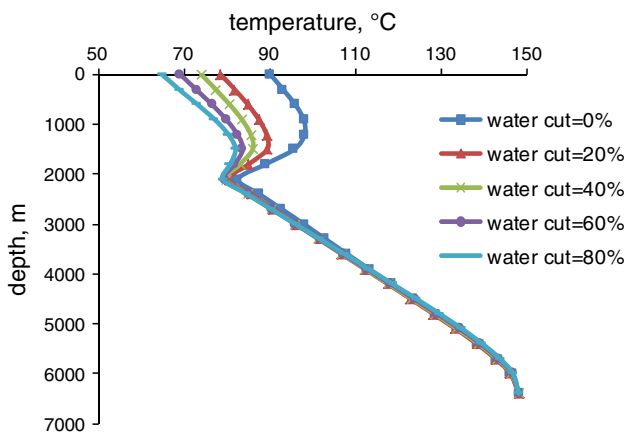 temperature, °C
50 70 90 110 130 150
0
1000
2000
3000
4000
5000
6000
7000
depth, m
water cut=0%
water cut=20%
water cut=40%
water cut=60%
water cut=80%